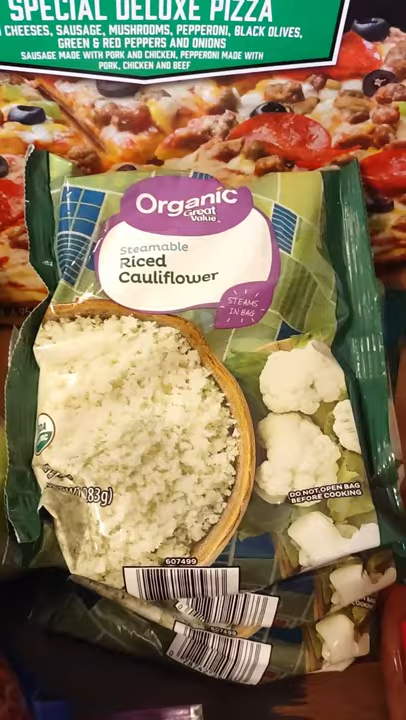 SPECIAL DELUXE PIZZA
CHEESES, SAUSAGE, MUSHROOMS, PEPPERONI, BLACK OLIVES,
GREEN & RED PEPPERS AND ONIONS
SAUSAGE MADE WITH PORK AND CHICKEN, PEPPERONI MADE WITH
PORK, CHICKEN AND BEEF
Organic
Great
Value
Steamable
Riced
Cauliflower
STEAMS
IN BAG
DO NOT OPEN BAG
BEFORE COOKING
607499
607499
COOKING